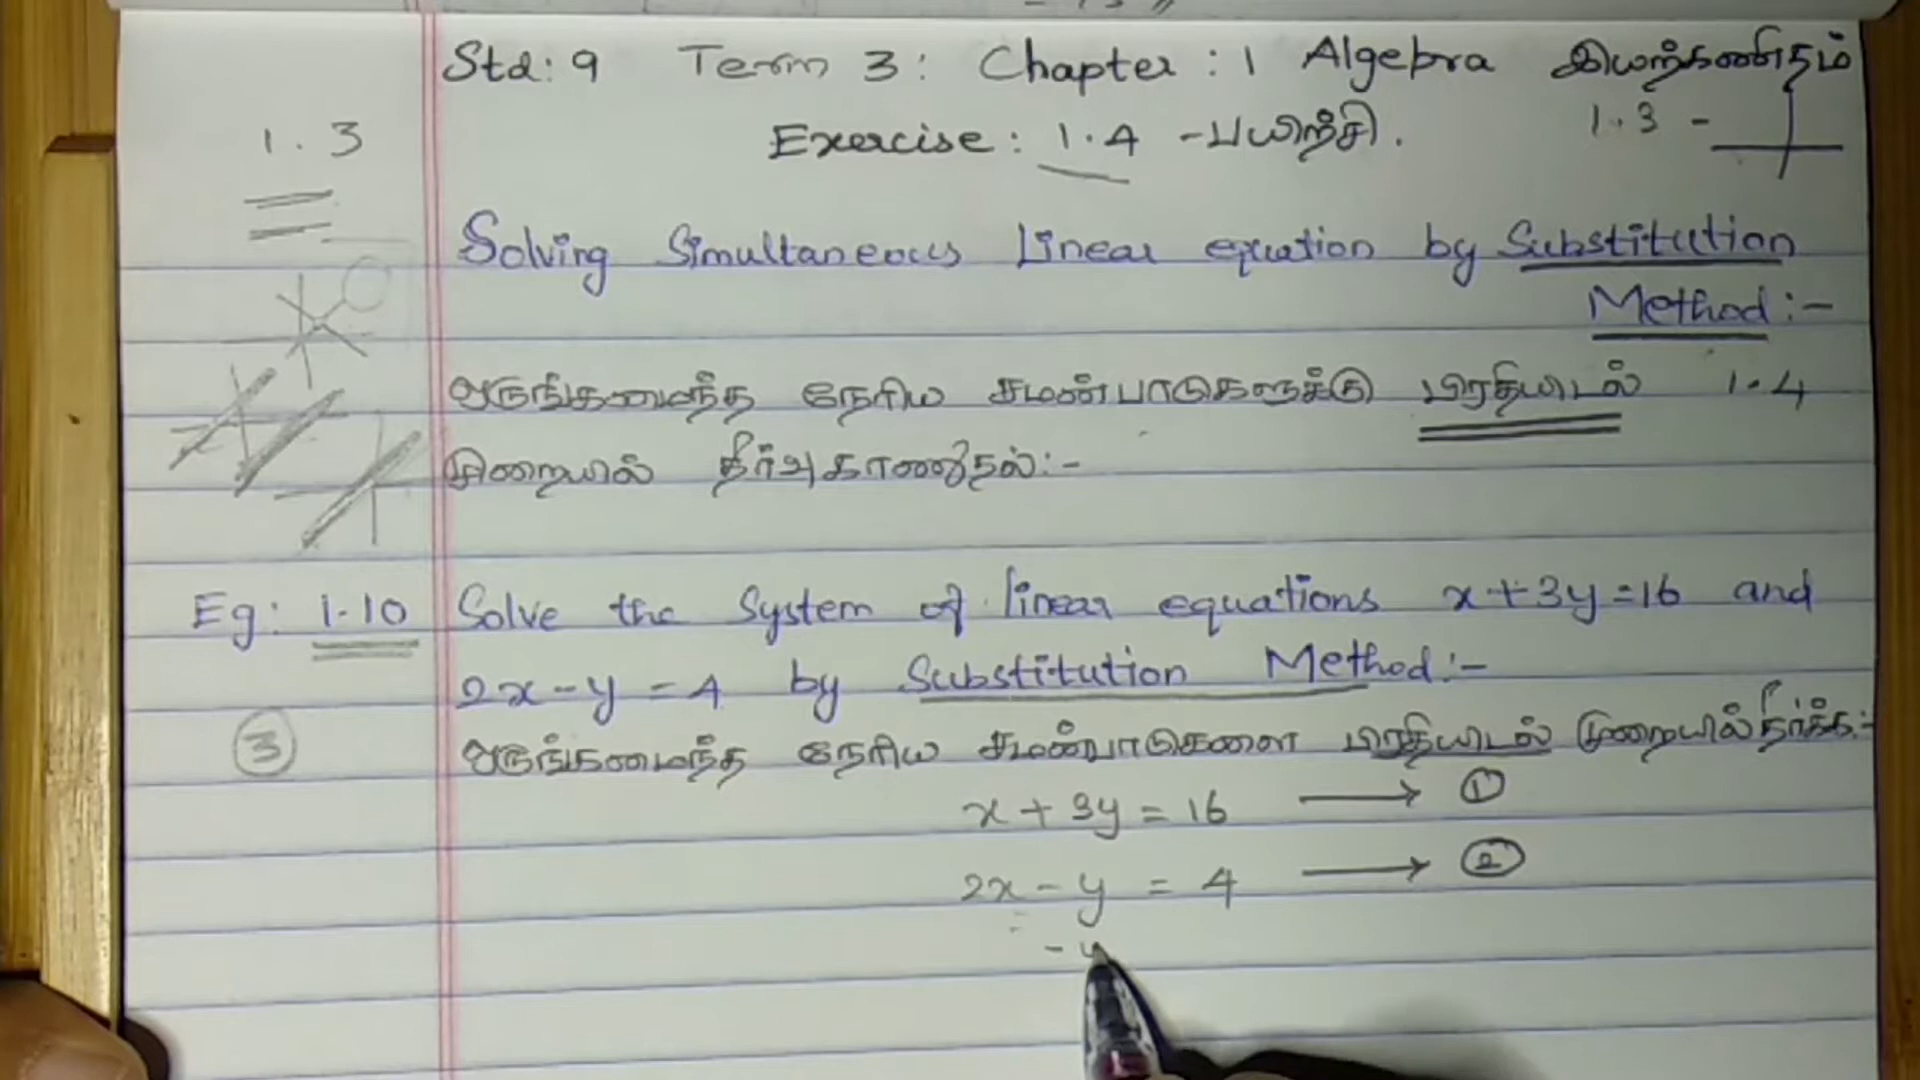 Std: 9 Term 3: Chapter: 1 Algebra இயற்கணிதம்
Exercise: 1.4 -பயிற்சி.
1.3 -
1.3
Solving Simultaneous Linear equation by Substitution
Method:-
ஒருங்கமைந்த நேரிய சமன்பாடுகளுக்கு பிரதியிடல் 1.4
முறையில் தீர்வு காணுதல்:-
Eg: 1.10 Solve the System of linear equations x+3y=16 and
2x-y=4 by Substitution Method:-
3 ஒருங்கமைந்த நேரிய சமன்பாடுகளை பிரதியிடல் முறையில் தீர்க்க:-
x + 3y = 16 → ①
2x - y = 4 → ②
- y